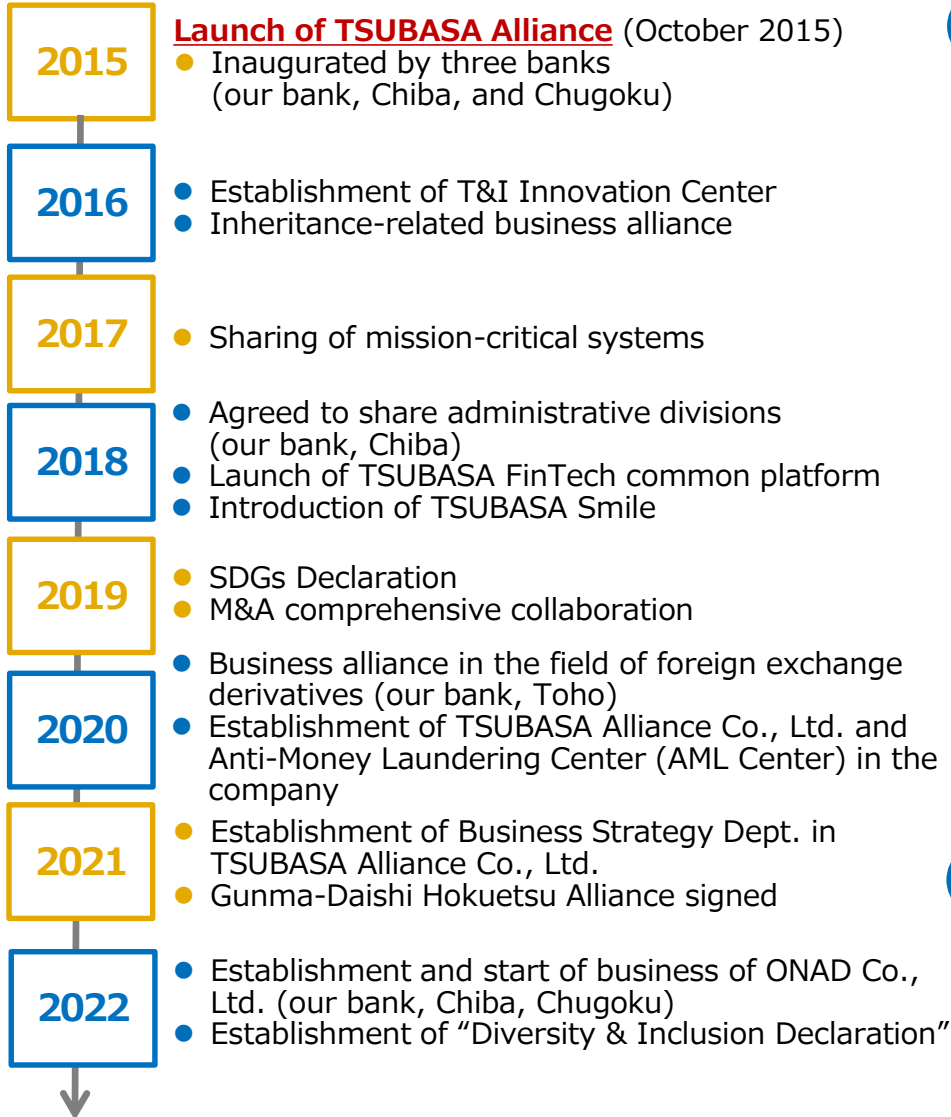 2015
Launch of TSUBASA Alliance (October 2015)
● Inaugurated by three banks
(our bank, Chiba, and Chugoku)
2016
● Establishment of T&I Innovation Center
● Inheritance-related business alliance
2017
● Sharing of mission-critical systems
2018
● Agreed to share administrative divisions
(our bank, Chiba)
● Launch of TSUBASA FinTech common platform
● Introduction of TSUBASA Smile
2019
● SDGs Declaration
● M&A comprehensive collaboration
2020
● Business alliance in the field of foreign exchange
derivatives (our bank, Toho)
● Establishment of TSUBASA Alliance Co., Ltd. and
Anti-Money Laundering Center (AML Center) in the
company
2021
● Establishment of Business Strategy Dept. in
TSUBASA Alliance Co., Ltd.
● Gunma-Daishi Hokuetsu Alliance signed
2022
● Establishment and start of business of ONAD Co.,
Ltd. (our bank, Chiba, Chugoku)
● Establishment of “Diversity & Inclusion Declaration”